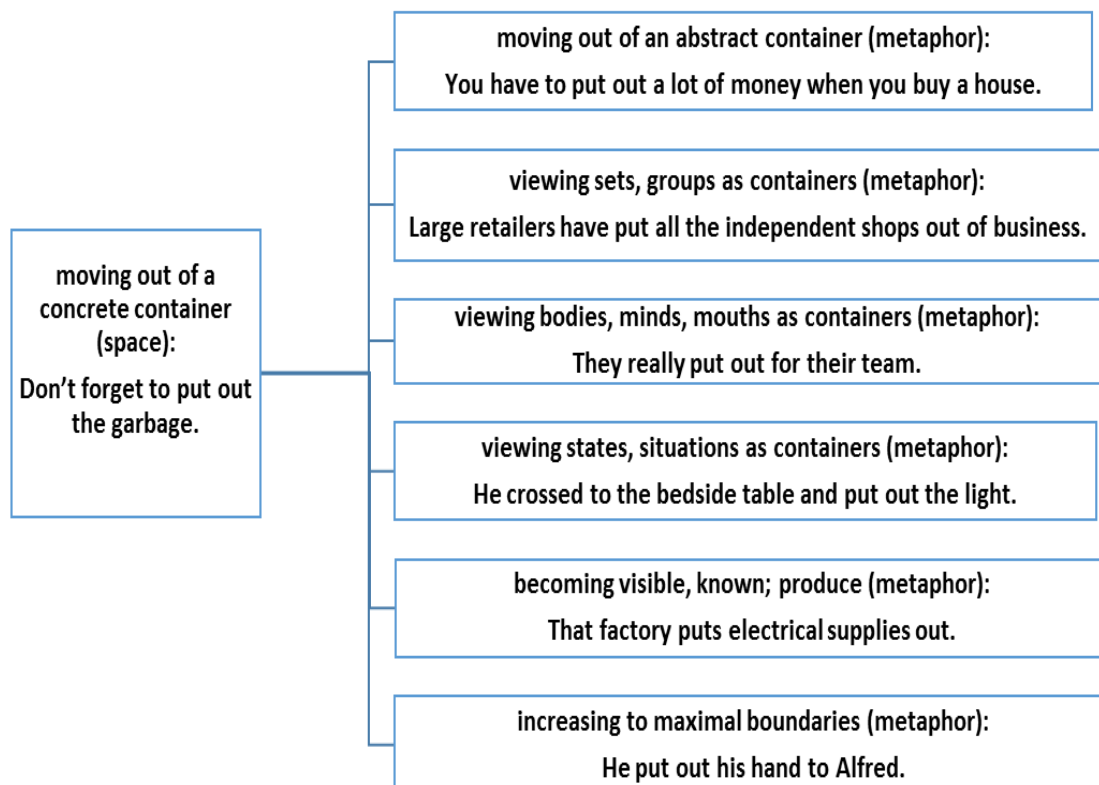 moving out of a
concrete container
(space):
Don't forget to put out
the garbage.
moving out of an abstract container (metaphor):
You have to put out a lot of money when you buy a house.
viewing sets, groups as containers (metaphor):
Large retailers have put all the independent shops out of business.
viewing bodies, minds, mouths as containers (metaphor):
They really put out for their team.
viewing states, situations as containers (metaphor):
He crossed to the bedside table and put out the light.
becoming visible, known; produce (metaphor):
That factory puts electrical supplies out.
increasing to maximal boundaries (metaphor):
He put out his hand to Alfred.